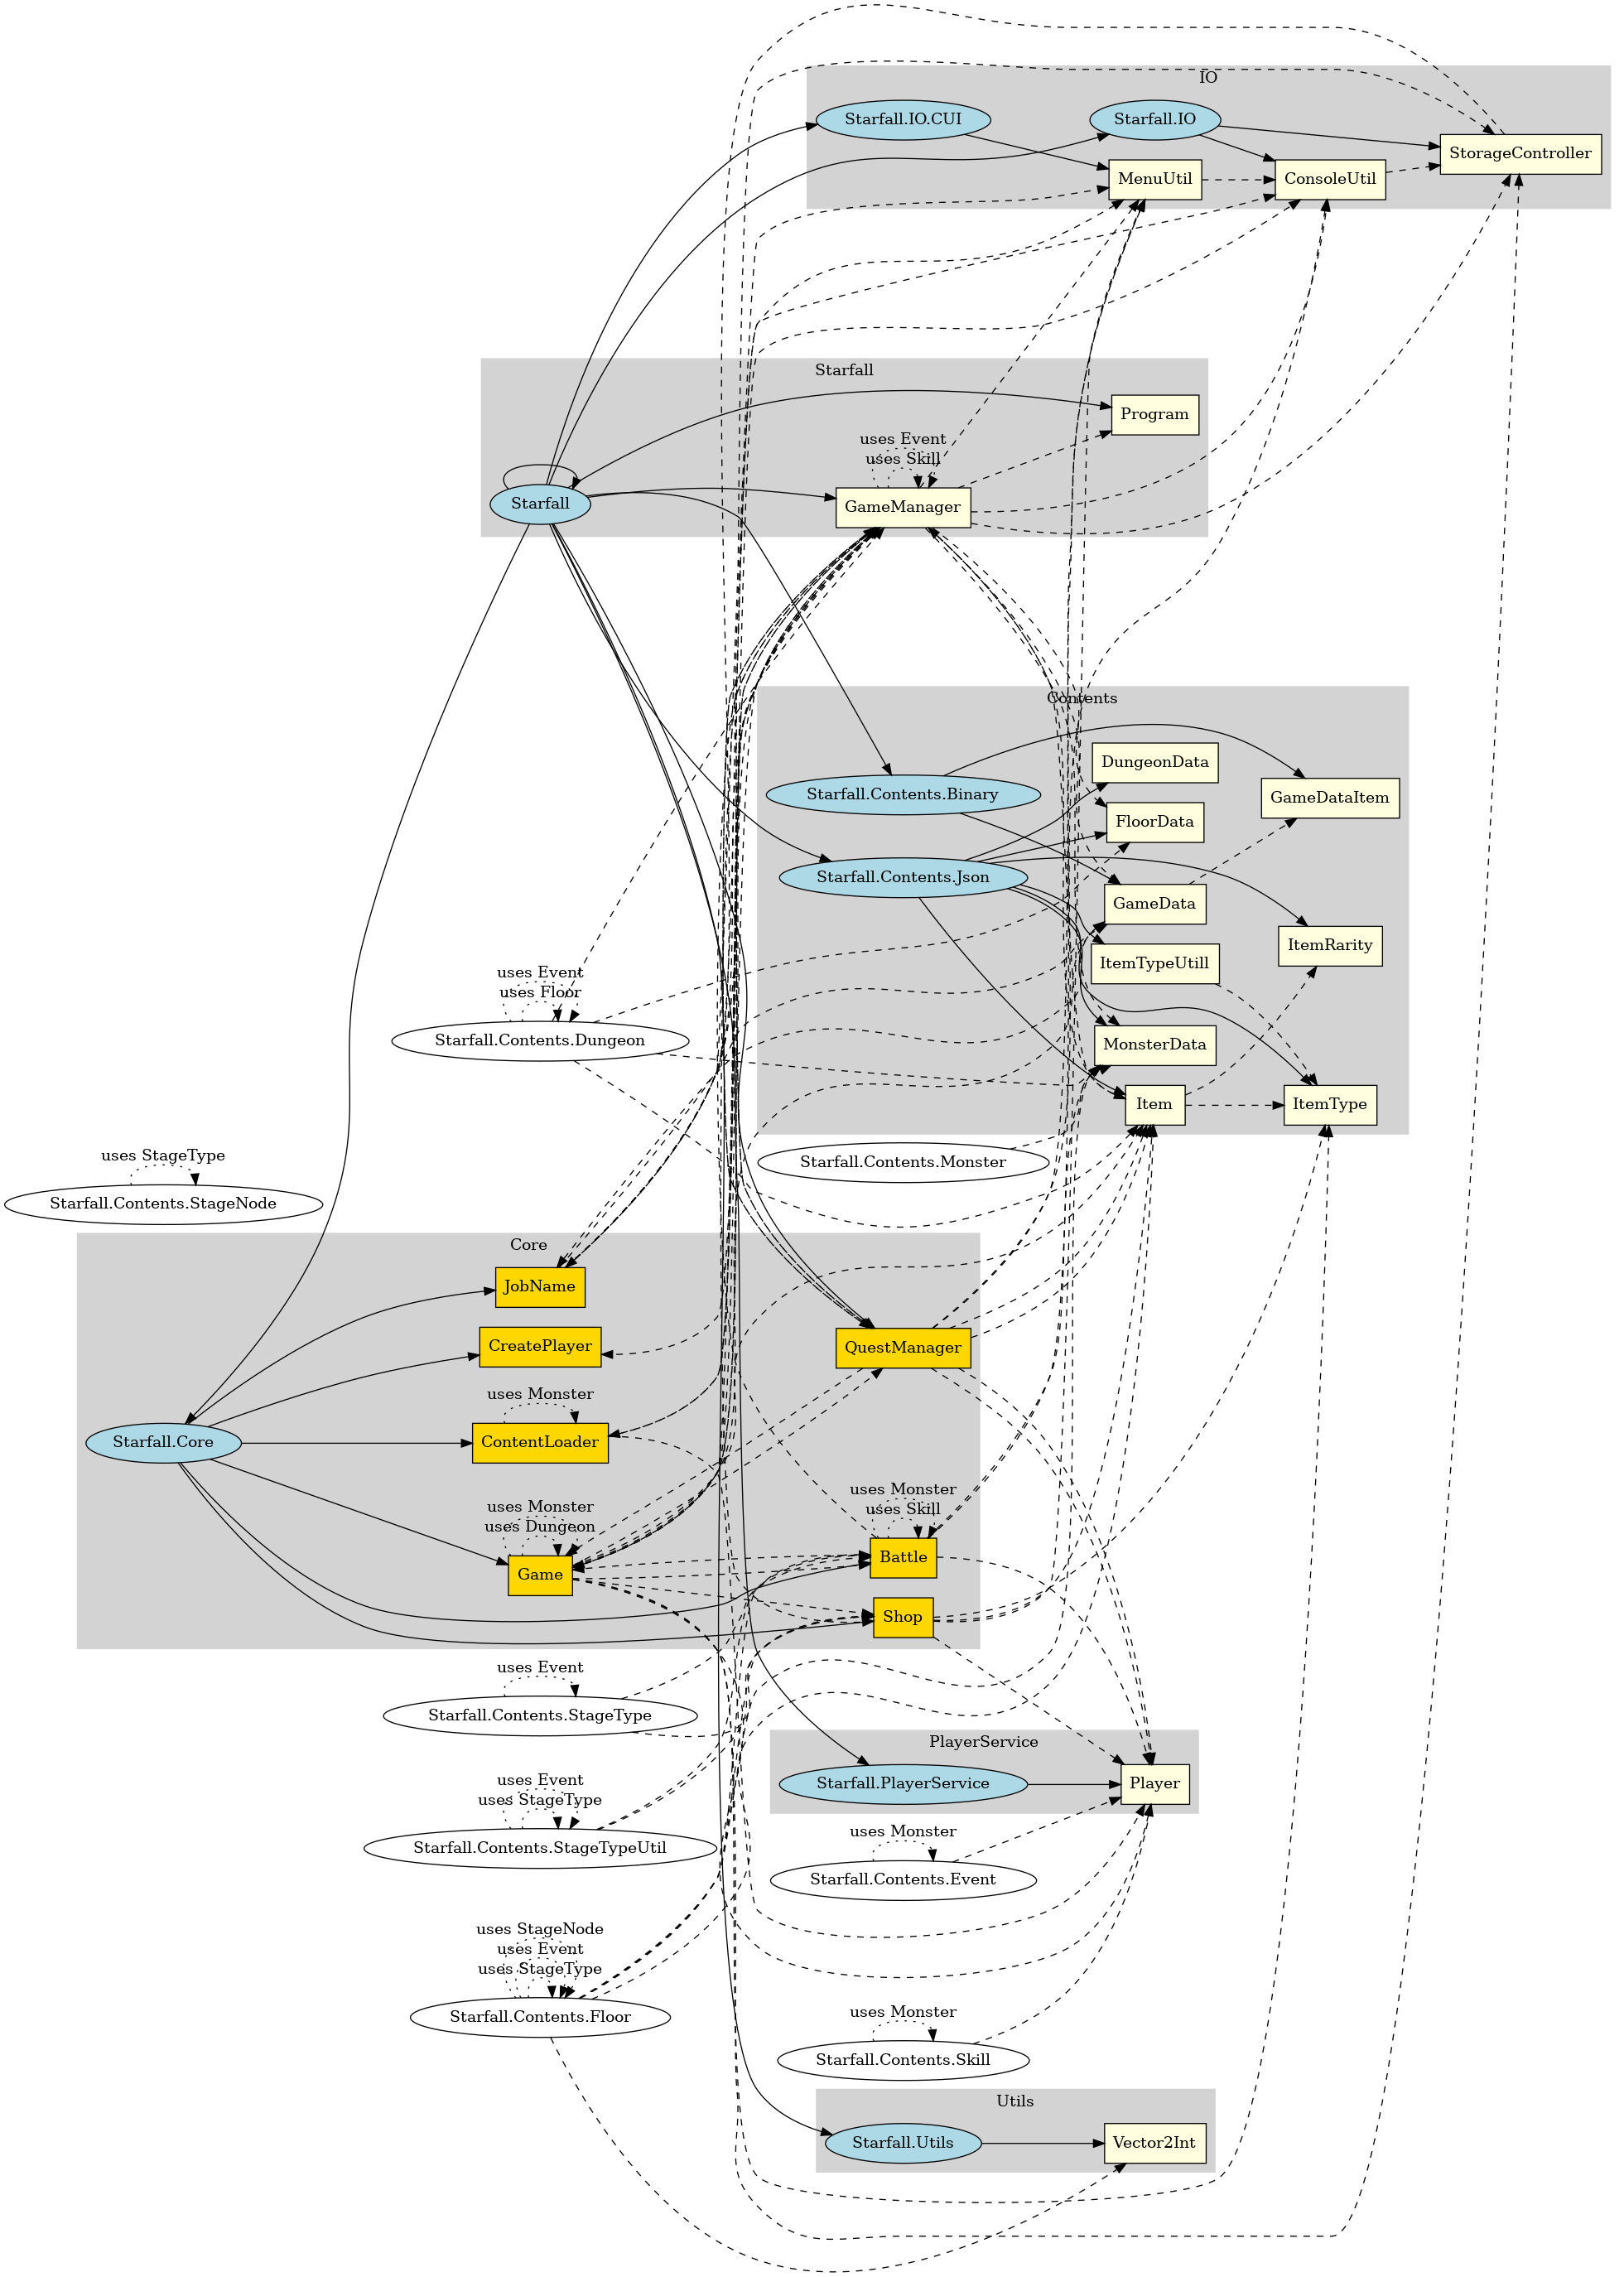 IO
Starfall.IO.CUI
Starfall.IO
StorageController
MenuUtil
ConsoleUtil
Starfall
Program
uses Event
uses Skill
Starfall
GameManager
Contents
DungeonData
Starfall.Contents.Binary
GameDataItem
FloorData
Starfall.Contents.Json
GameData
ItemRarity
ItemTypeUtill
uses Event
uses Floor
Starfall.Contents.Dungeon
MonsterData
Item
ItemType
uses StageType
Starfall.Contents.Monster
Starfall.Contents.StageNode
Core
JobName
CreatePlayer
QuestManager
uses Monster
Starfall.Core
ContentLoader
uses Monster
uses Skill
uses Monster
uses Dungeon
Battle
Game
Shop
uses Event
Starfall.Contents.StageType
PlayerService
uses Event
uses StageType
Starfall.PlayerService
Player
uses Monster
Starfall.Contents.StageTypeUtil
Starfall.Contents.Event
uses StageNode
uses Event
uses StageType
Starfall.Contents.Floor
uses Monster
Starfall.Contents.Skill
Utils
Starfall.Utils
Vector2Int